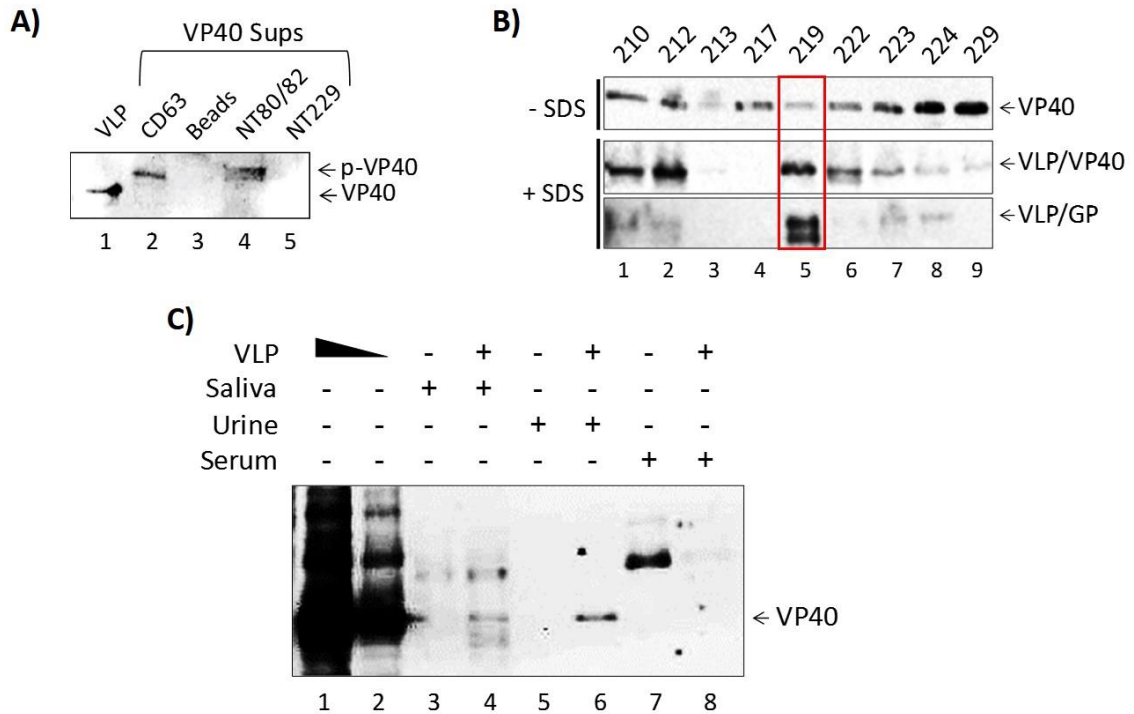 A)
VP40 Sups
VLP
CD63
Beads
NT80/82
NT229
← p-VP40
← VP40
1 2 3 4 5
B)
210 212 213 217 219 222 223 224 229
- SDS
← VP40
+ SDS
← VLP/VP40
← VLP/GP
1 2 3 4 5 6 7 8 9
C)
VLP - + - + - +
Saliva - - + + - - - -
Urine - - - - + + - -
Serum - - - - - - + +
← VP40
1 2 3 4 5 6 7 8